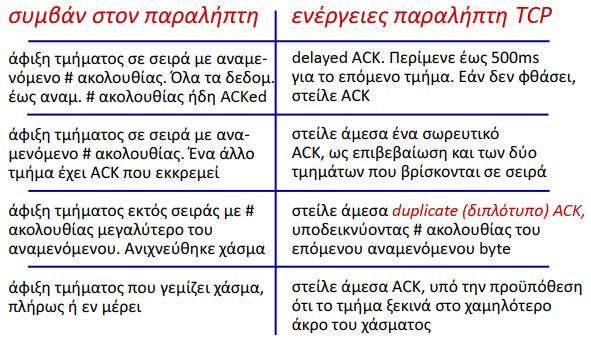 συμβάν στον παραλήπτη
ενέργειες παραλήπτη TCP
άφιξη τμήματος σε σειρά με αναμε-
νόμενο # ακολουθίας. Όλα τα δεδομ.
έως αναμ. # ακολουθίας ήδη ACKed
delayed ACK. Περίμενε έως 500ms
για το επόμενο τμήμα. Εάν δεν φθάσει,
στείλε ACK
άφιξη τμήματος σε σειρά με ανα-
μενόμενο # ακολουθίας. Ένα άλλο
τμήμα έχει ACK που εκκρεμεί
στείλε άμεσα ένα σωρευτικό
ACK, ως επιβεβαίωση και των δύο
τμημάτων που βρίσκονται σε σειρά
άφιξη τμήματος εκτός σειράς με #
ακολουθίας μεγαλύτερο του
αναμενόμενου. Ανιχνεύθηκε χάσμα
στείλε άμεσα duplicate (διπλότυπο) ACK,
υποδεικνύοντας # ακολουθίας του
επόμενου αναμενόμενου byte
άφιξη τμήματος που γεμίζει χάσμα,
πλήρως ή εν μέρει
στείλε άμεσα ACK, υπό την προϋπόθεση
ότι το τμήμα ξεκινά στο χαμηλότερο
άκρο του χάσματος